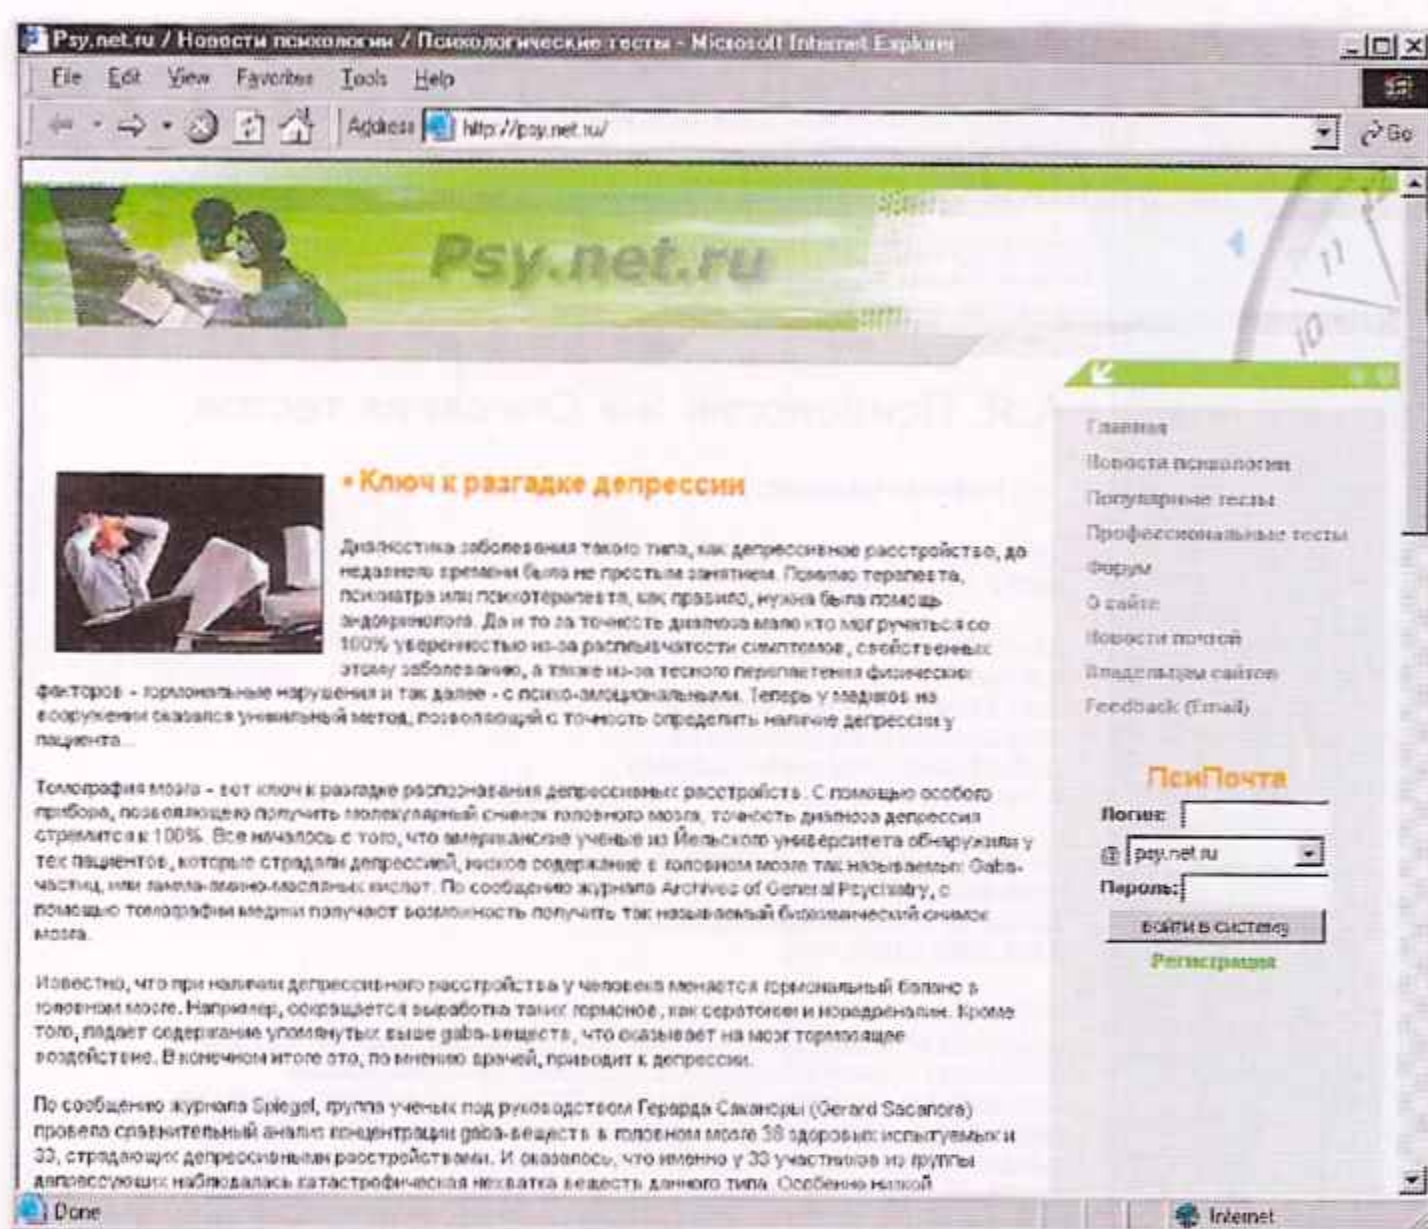 Psy.net.ru / Новости психологии / Психологические тесты - Microsoft Internet Explorer
File Edit View Favorites Tools Help
Address http://psy.net.ru/ Go
Psy.net.ru
12
11
10
Главная
Новости психологии
Популярные тесты
Профессиональные тесты
Форум
О сайте
Новости почтой
Владельцам сайтов
Feedback (Email)
ПсиПочта
Логин:
@ psy.net.ru
Пароль:
войти в систему
Регистрация
• Ключ к разгадке депрессии
Диагностика заболевания такого типа, как депрессивное расстройство, до
недавнего времени было не простым занятием. Помимо терапевта,
психиатра или психотерапевта, как правило, нужна была помощь
эндокринолога. Да и то за точность диагноза мало кто мог ручаться со
100% уверенностью из-за расплывчатости симптомов, свойственных
этому заболеванию, а также из-за тесного переплетения физических
факторов - гормональные нарушения и так далее - с психо-эмоциональными. Теперь у медиков на
вооружении оказался уникальный метод, позволяющий с точность определить наличие депрессии у
пациента...
Томография мозга - вот ключ к разгадке распознавания депрессивных расстройств. С помощью особого
прибора, позволяющего получить молекулярный снимок головного мозга, точность диагноза депрессия
стремится к 100%. Все началось с того, что американские ученые из Йельского университета обнаружили у
тех пациентов, которые страдали депрессией, низкое содержание в головном мозге так называемых Gaba-
частиц, или гамма-амино-масляных кислот. По сообщению журнала Archives of General Psychiatry, с
помощью томографии медики получают возможность получить так называемый биохимический снимок
мозга.
Известно, что при наличии депрессивного расстройства у человека меняется гормональный баланс в
головном мозге. Например, сокращается выработка таких гормонов, как серотонин и норадреналин. Кроме
того, падает содержание упомянутых выше gaba-веществ, что оказывает на мозг тормозящее
воздействие. В конечном итоге это, по мнению врачей, приводит к депрессии.
По сообщению журнала Spiegel, группа ученых под руководством Герарда Саканоры (Gerard Sacanora)
провела сравнительный анализ концентрации gaba-веществ в головном мозге 38 здоровых испытуемых и
33, страдающих депрессивными расстройствами. И оказалось, что именно у 33 участников из группы
депрессующих наблюдалась катастрофическая нехватка веществ данного типа. Особенно низкой
Done Internet